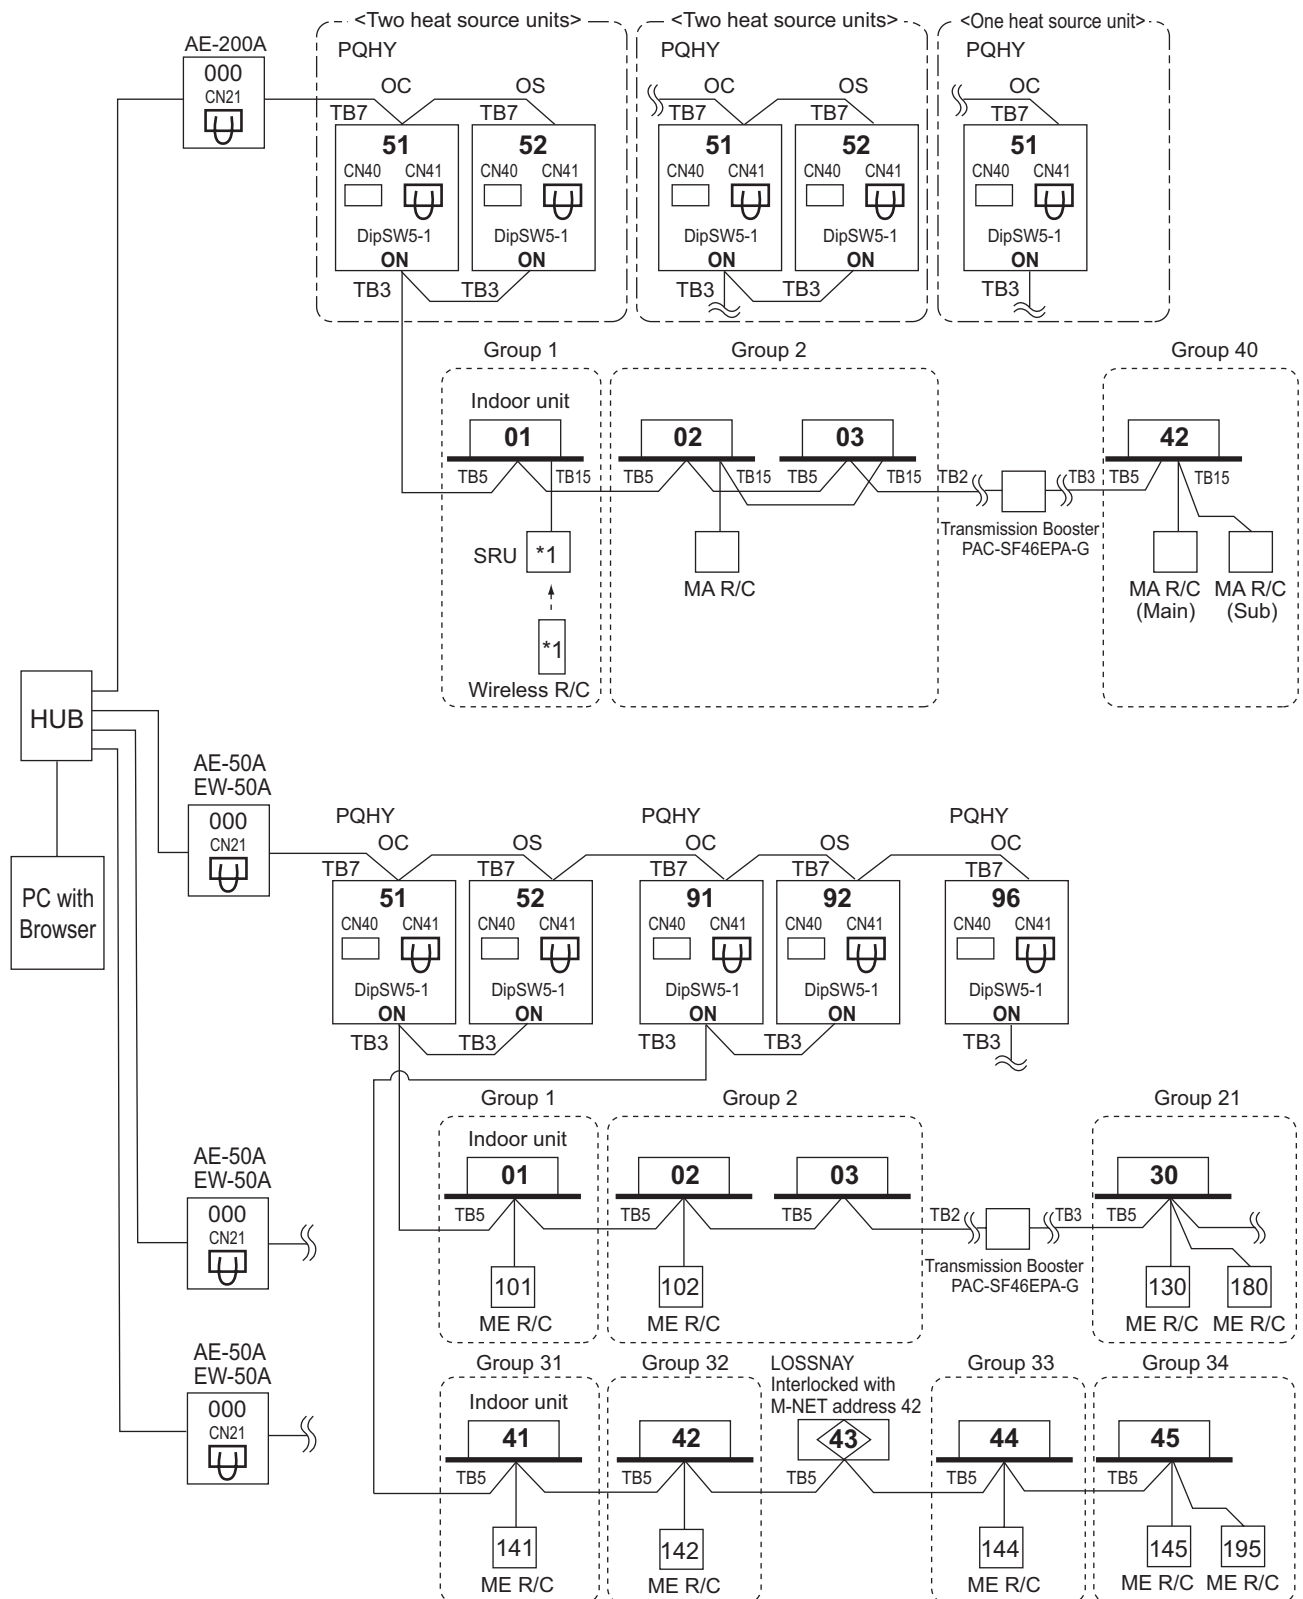 <Two heat source units> <Two heat source units> <One heat source unit>
AE-200A PQHY PQHY PQHY
000
CN21
OC OS OC OS OC
TB7 TB7 TB7 TB7 TB7
51 52 51 52 51
CN40 CN41 CN40 CN41 CN40 CN41 CN40 CN41 CN40 CN41
DipSW5-1 DipSW5-1 DipSW5-1 DipSW5-1 DipSW5-1
ON ON ON ON ON
TB3 TB3 TB3 TB3 TB3
Group 1 Group 2 Group 40
Indoor unit
01 02 03 42
TB5 TB15 TB5 TB15 TB5 TB15 TB2 TB3 TB5 TB15
Transmission Booster
PAC-SF46EPA-G
SRU *1
MA R/C MA R/C MA R/C
(Main) (Sub)
*1
Wireless R/C
HUB
PC with
Browser
AE-50A
EW-50A
000
CN21
PQHY PQHY PQHY
OC OS OC OS OC
TB7 TB7 TB7 TB7 TB7
51 52 91 92 96
CN40 CN41 CN40 CN41 CN40 CN41 CN40 CN41 CN40 CN41
DipSW5-1 DipSW5-1 DipSW5-1 DipSW5-1 DipSW5-1
ON ON ON ON ON
TB3 TB3 TB3 TB3 TB3
Group 1 Group 2 Group 21
Indoor unit
01 02 03 30
TB5 TB5 TB5 TB2 TB3 TB5
Transmission Booster
PAC-SF46EPA-G
101 102 130 180
ME R/C ME R/C ME R/C ME R/C
AE-50A
EW-50A
000
CN21
AE-50A
EW-50A
000
CN21
Group 31 Group 32 LOSSNAY Group 33 Group 34
Interlocked with
M-NET address 42
Indoor unit
41 42 43 44 45
TB5 TB5 TB5 TB5 TB5
141 142 144 145 195
ME R/C ME R/C ME R/C ME R/C ME R/C